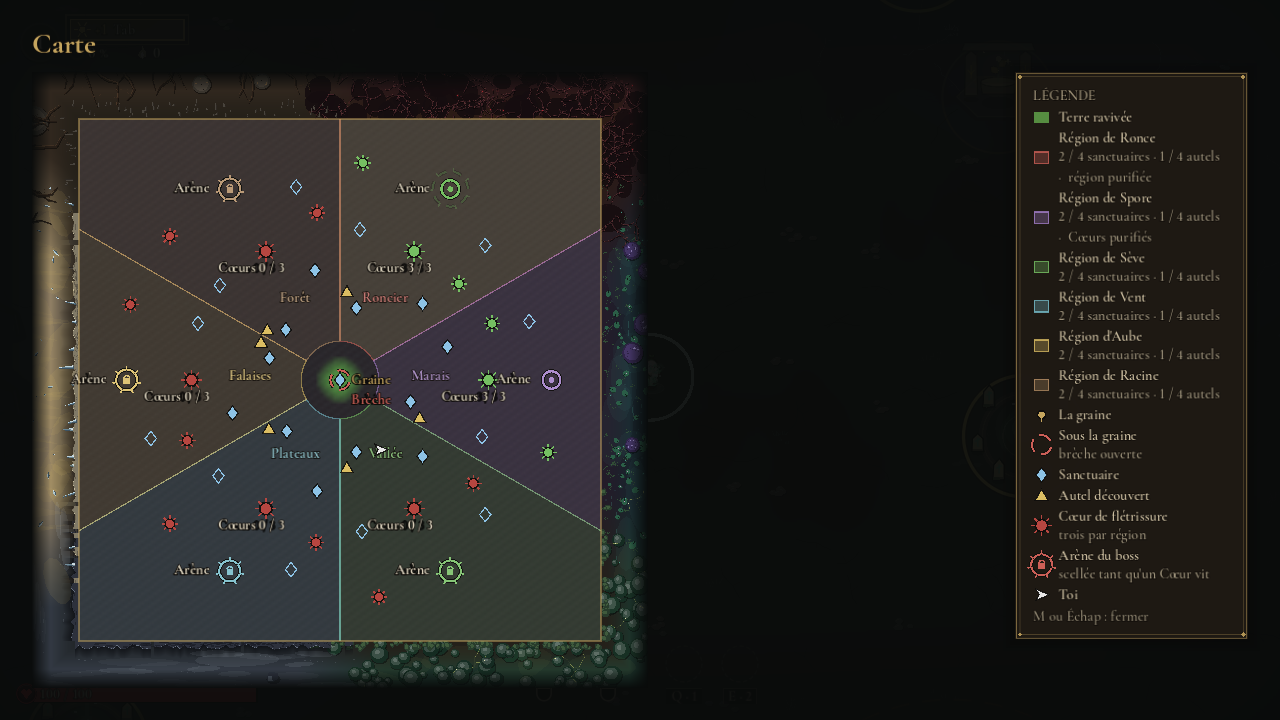 Carte
Arène
Arène
Cœurs 0 / 3
Cœurs 3 / 3
Forêt
Roncier
Falaises
Graine
Marais
Arène
Arène
Cœurs 0 / 3
Brèche
Cœurs 3 / 3
Plateaux
Vallée
Cœurs 0 / 3
Cœurs 0 / 3
Arène
Arène
LÉGENDE
Terre ravivée
Région de Ronce
2 / 4 sanctuaires · 1 / 4 autels
· région purifiée
Région de Spore
2 / 4 sanctuaires · 1 / 4 autels
· Cœurs purifiés
Région de Sève
2 / 4 sanctuaires · 1 / 4 autels
Région de Vent
2 / 4 sanctuaires · 1 / 4 autels
Région d'Aube
2 / 4 sanctuaires · 1 / 4 autels
Région de Racine
2 / 4 sanctuaires · 1 / 4 autels
La graine
Sous la graine
brèche ouverte
Sanctuaire
Autel découvert
Cœur de flétrissure
trois par région
Arène du boss
scellée tant qu'un Cœur vit
Toi
M ou Échap : fermer